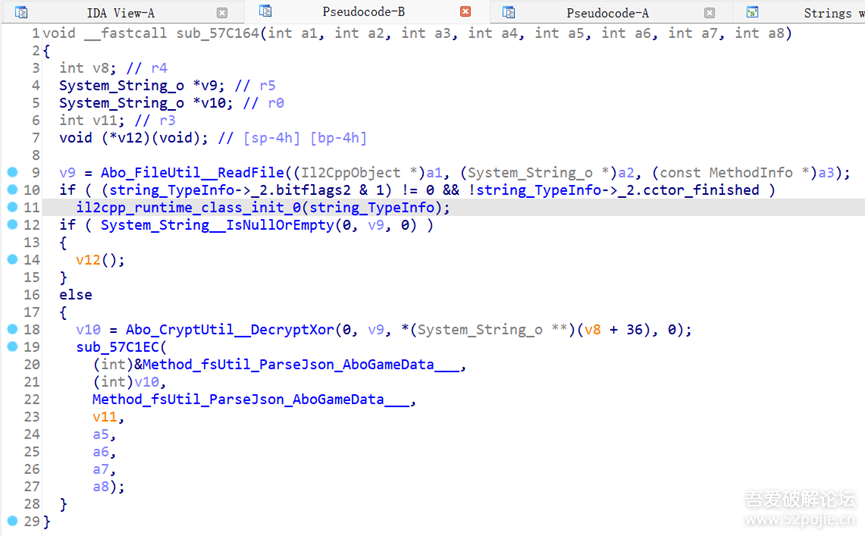 IDA View-A Pseudocode-B Pseudocode-A Strings w
1 void __fastcall sub_57C164(int a1, int a2, int a3, int a4, int a5, int a6, int a7, int a8)
2 {
3   int v8; // r4
4   System_String_o *v9; // r5
5   System_String_o *v10; // r0
6   int v11; // r3
7   void (*v12)(void); // [sp-4h] [bp-4h]
8
9   v9 = Abo_FileUtil__ReadFile((Il2CppObject *)a1, (System_String_o *)a2, (const MethodInfo *)a3);
10   if ( (string_TypeInfo->_2.bitflags2 & 1) != 0 && !string_TypeInfo->_2.cctor_finished )
11     il2cpp_runtime_class_init_0(string_TypeInfo);
12   if ( System_String__IsNullOrEmpty(0, v9, 0) )
13   {
14     v12();
15   }
16   else
17   {
18     v10 = Abo_CryptUtil__DecryptXor(0, v9, *(System_String_o **)(v8 + 36), 0);
19     sub_57C1EC(
20       (int)&Method_fsUtil_ParseJson_AboGameData___,
21       (int)v10,
22       Method_fsUtil_ParseJson_AboGameData___,
23       v11,
24       a5,
25       a6,
26       a7,
27       a8);
28   }
29 }
吾爱破解论坛
www.52pojie.cn